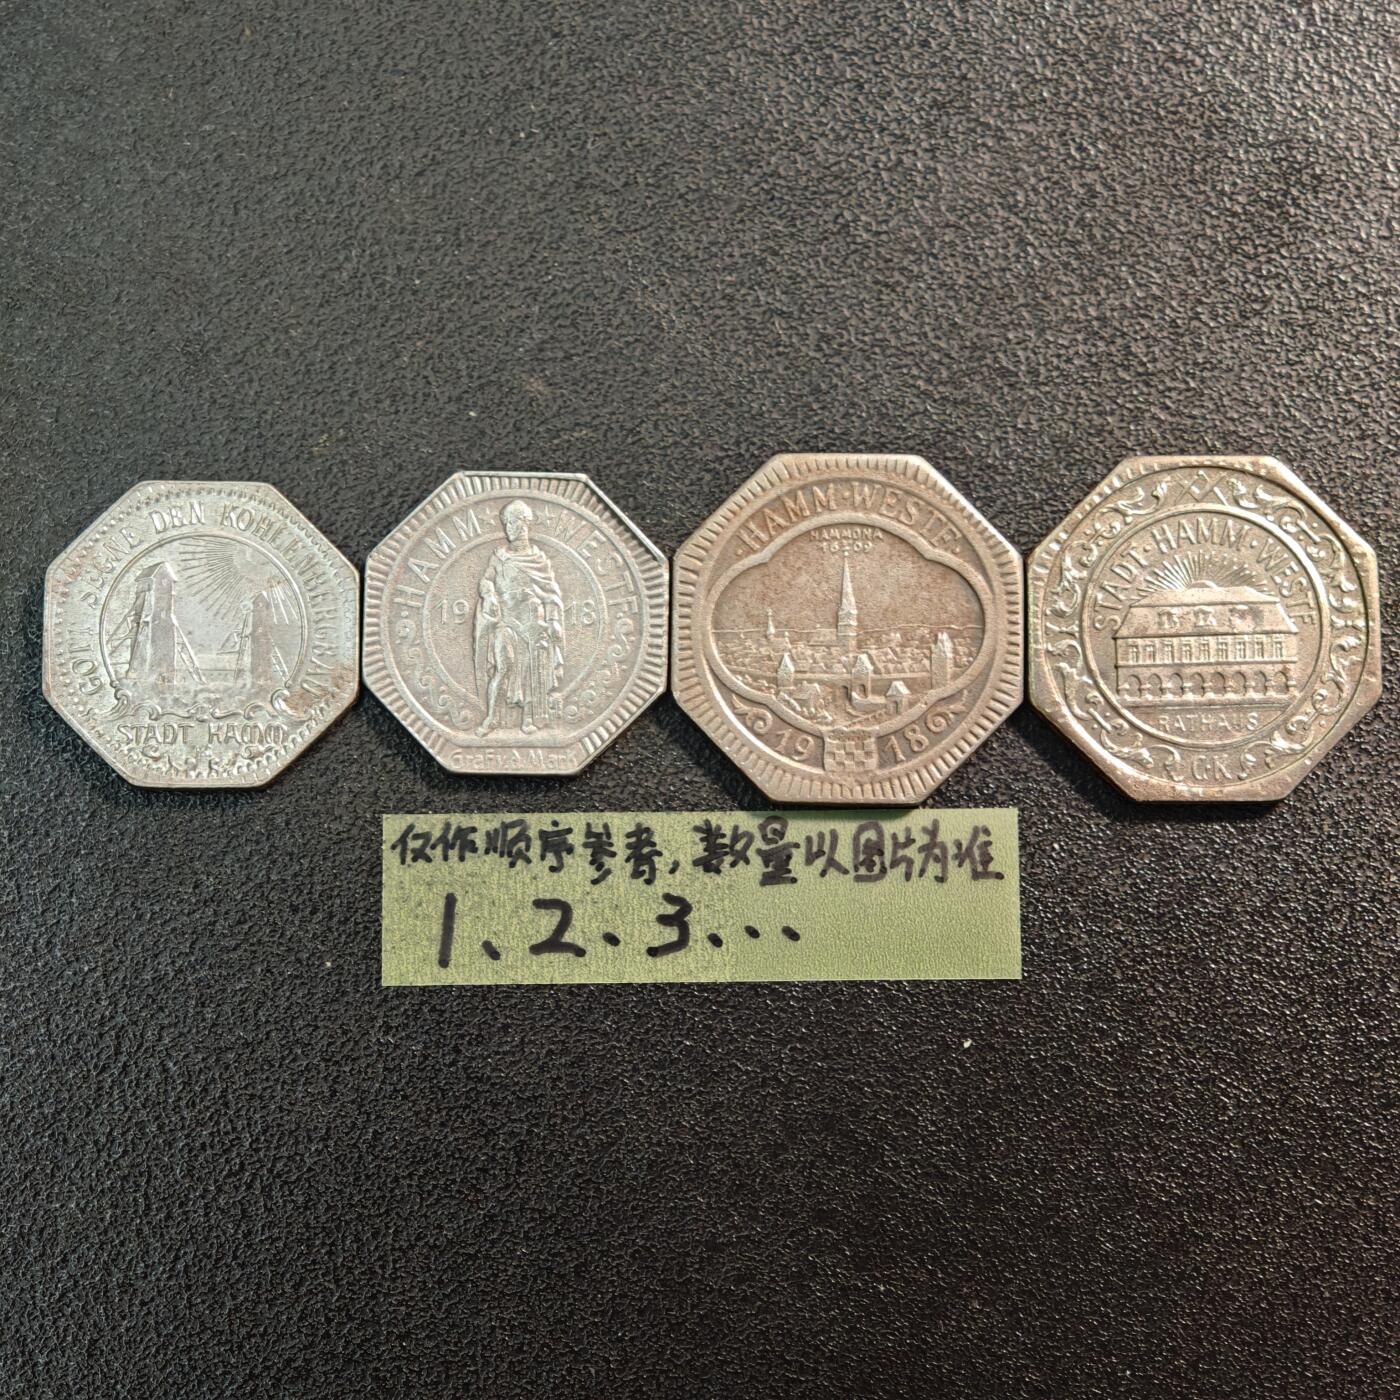 GOTT SEGNE DEN KOHLENBERGBAU
STADT HAMM
HAMM · WESTF.
19 18
Graf v. d. Mark
HAMM · WESTF.
HAMMONA
19 18
STADT · HAMM · WESTF.
RATHAUS
仅作顺序参考,数量以图片为准
1、2、3...